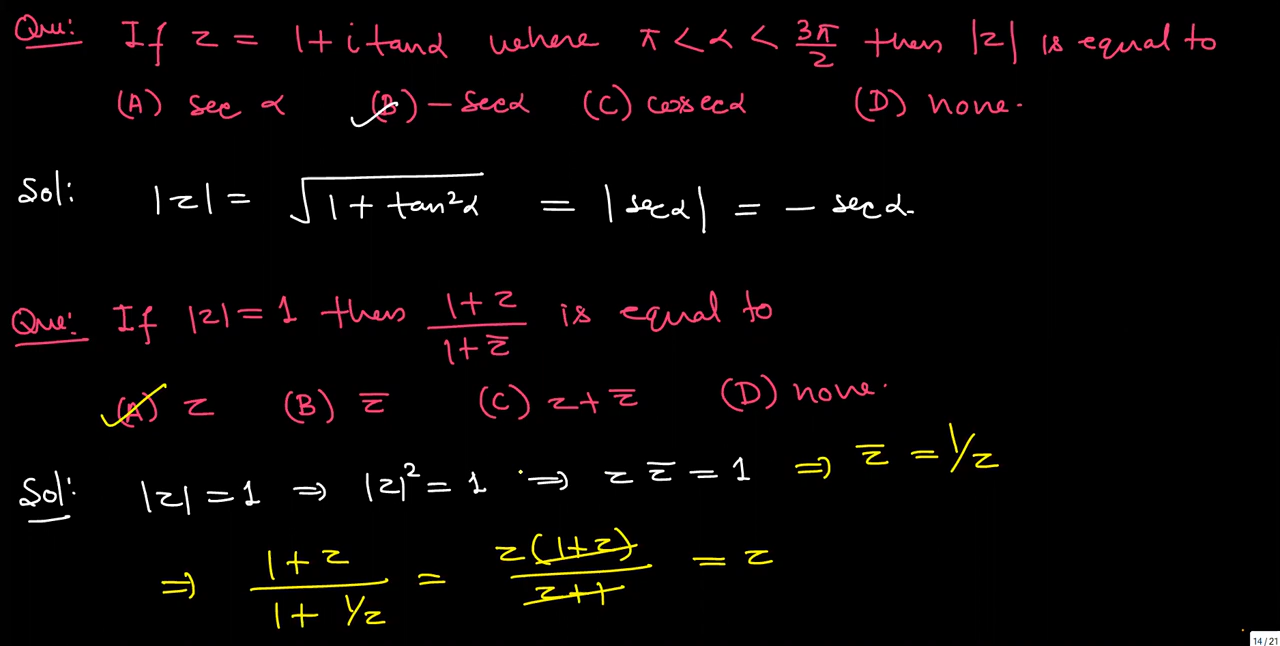 Que: If z = 1 + i tanα where π < α < 3π/2 then |z| is equal to
(A) sec α (B) – secα (C) cosecα (D) none.
Sol: |z| = √(1 + tan²α) = |secα| = – sec α.
Que: If |z| = 1 then (1 + z)/(1 + z̅) is equal to
(A) z (B) z̅ (C) z + z̅ (D) none.
Sol: |z| = 1 ⇒ |z|² = 1 ⇒ z z̅ = 1 ⇒ z̅ = 1/z
⇒ (1 + z)/(1 + 1/z) = z(1+z)/(z+1) = z
14 / 21